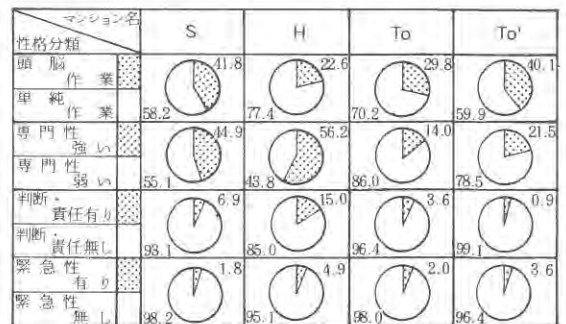 マンション名
性格分類
S H To To'
頭 脳
作 業
単 純
作 業
41.8 22.6 29.8 40.1
58.2 77.4 70.2 59.9
専門性
強 い
専門性
弱 い
44.9 56.2 14.0 21.5
55.1 43.8 86.0 78.5
判断・
責任有り
判断・
責任無し
6.9 15.0 3.6 0.9
93.1 85.0 96.4 99.1
緊急性
有 り
緊急性
無 し
1.8 4.9 2.0 3.6
98.2 95.1 98.0 96.4